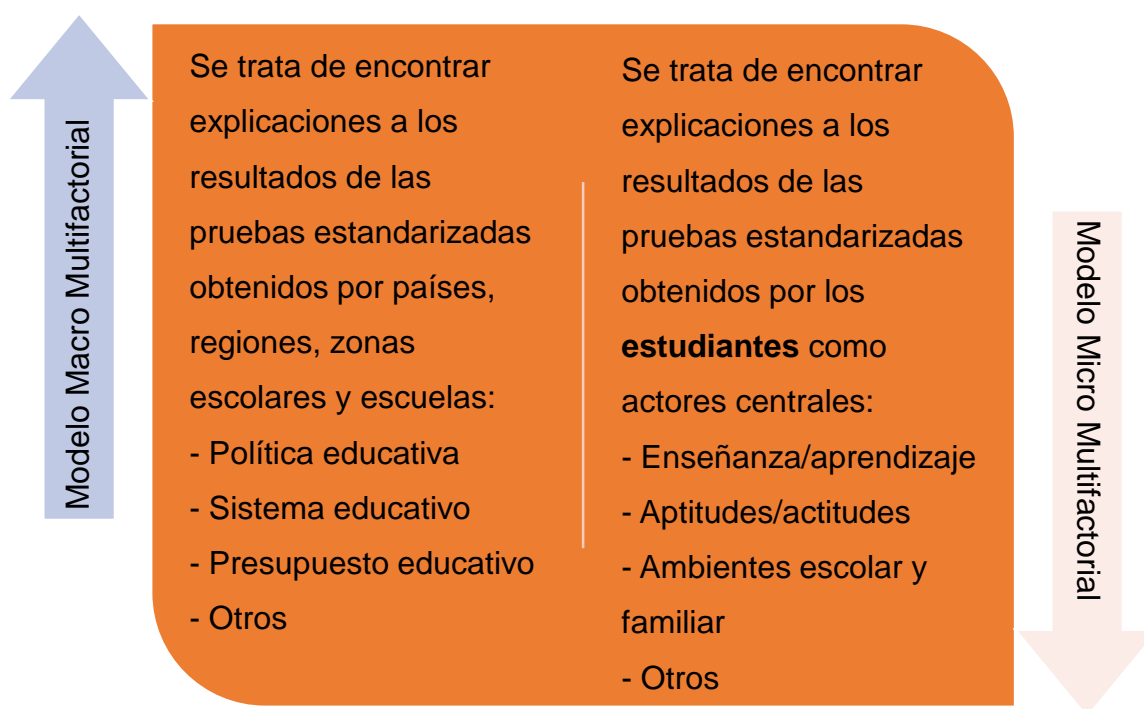 Modelo Macro Multifactorial
Se trata de encontrar
explicaciones a los
resultados de las
pruebas estandarizadas
obtenidos por países,
regiones, zonas
escolares y escuelas:
- Política educativa
- Sistema educativo
- Presupuesto educativo
- Otros
Se trata de encontrar
explicaciones a los
resultados de las
pruebas estandarizadas
obtenidos por los
estudiantes como
actores centrales:
- Enseñanza/aprendizaje
- Aptitudes/actitudes
- Ambientes escolar y
familiar
- Otros
Modelo Micro Multifactorial